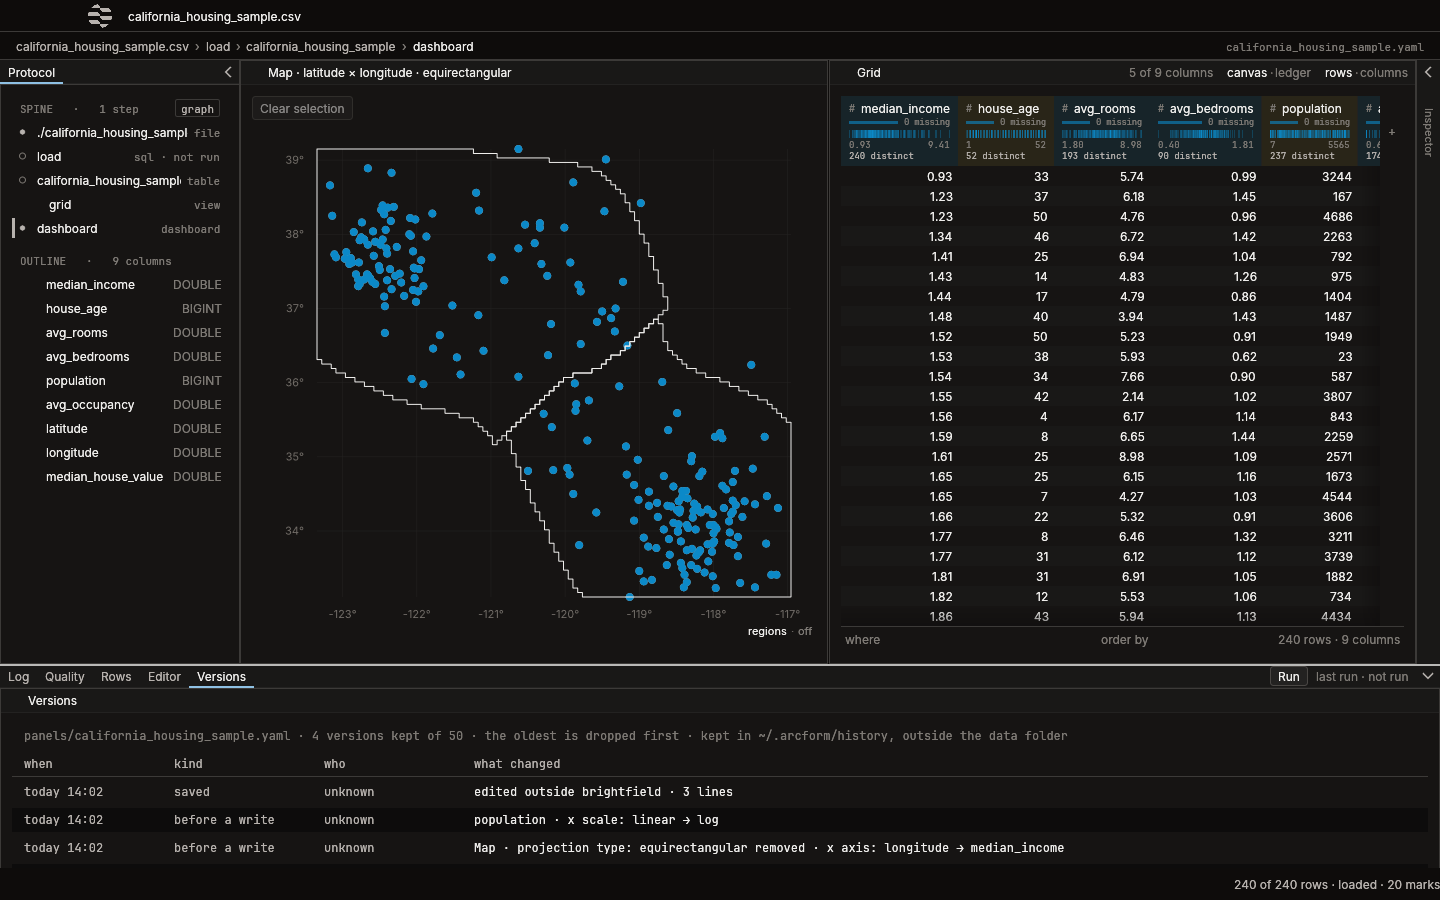 california_housing_sample.csv
california_housing_sample.csv › load › california_housing_sample › dashboard
california_housing_sample.yaml
Protocol
SPINE · 1 step graph
./california_housing_sampl file
load sql · not run
california_housing_sampl table
grid view
dashboard dashboard
OUTLINE · 9 columns
median_income DOUBLE
house_age BIGINT
avg_rooms DOUBLE
avg_bedrooms DOUBLE
population BIGINT
avg_occupancy DOUBLE
latitude DOUBLE
longitude DOUBLE
median_house_value DOUBLE
Map · latitude × longitude · equirectangular
Clear selection
39°
38°
37°
36°
35°
34°
-123° -122° -121° -120° -119° -118° -117°
regions · off
Grid 5 of 9 columns canvas · ledger rows · columns
# median_income # house_age # avg_rooms # avg_bedrooms # population #
0 missing 0 missing 0 missing 0 missing 0 missing
0.93 9.41 1 52 1.80 8.98 0.40 1.81 7 5565 0.6
240 distinct 52 distinct 193 distinct 90 distinct 237 distinct 174
+
0.93 33 5.74 0.99 3244
1.23 37 6.18 1.45 167
1.23 50 4.76 0.96 4686
1.34 46 6.72 1.42 2263
1.41 25 6.94 1.04 792
1.43 14 4.83 1.26 975
1.44 17 4.79 0.86 1404
1.48 40 3.94 1.43 1487
1.52 50 5.23 0.91 1949
1.53 38 5.93 0.62 23
1.54 34 7.66 0.90 587
1.55 42 2.14 1.02 3807
1.56 4 6.17 1.14 843
1.59 8 6.65 1.44 2259
1.61 25 8.98 1.09 2571
1.65 25 6.15 1.16 1673
1.65 7 4.27 1.03 4544
1.66 22 5.32 0.91 3606
1.77 8 6.46 1.32 3211
1.77 31 6.12 1.12 3739
1.81 31 6.91 1.05 1882
1.82 12 5.53 1.06 734
1.86 43 5.94 1.13 4434
where order by 240 rows · 9 columns
Inspector
Log Quality Rows Editor Versions
Run last run · not run
Versions
panels/california_housing_sample.yaml · 4 versions kept of 50 · the oldest is dropped first · kept in ~/.arcform/history, outside the data folder
when kind who what changed
today 14:02 saved unknown edited outside brightfield · 3 lines
today 14:02 before a write unknown population · x scale: linear → log
today 14:02 before a write unknown Map · projection type: equirectangular removed · x axis: longitude → median_income
240 of 240 rows · loaded · 20 marks